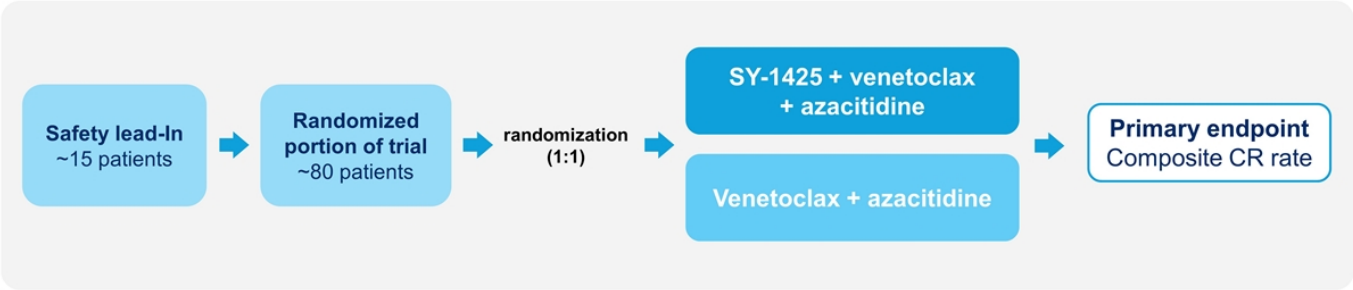 Safety lead-In
~15 patients
Randomized
portion of trial
~80 patients
randomization
(1:1)
SY-1425 + venetoclax
+ azacitidine
Venetoclax + azacitidine
Primary endpoint
Composite CR rate